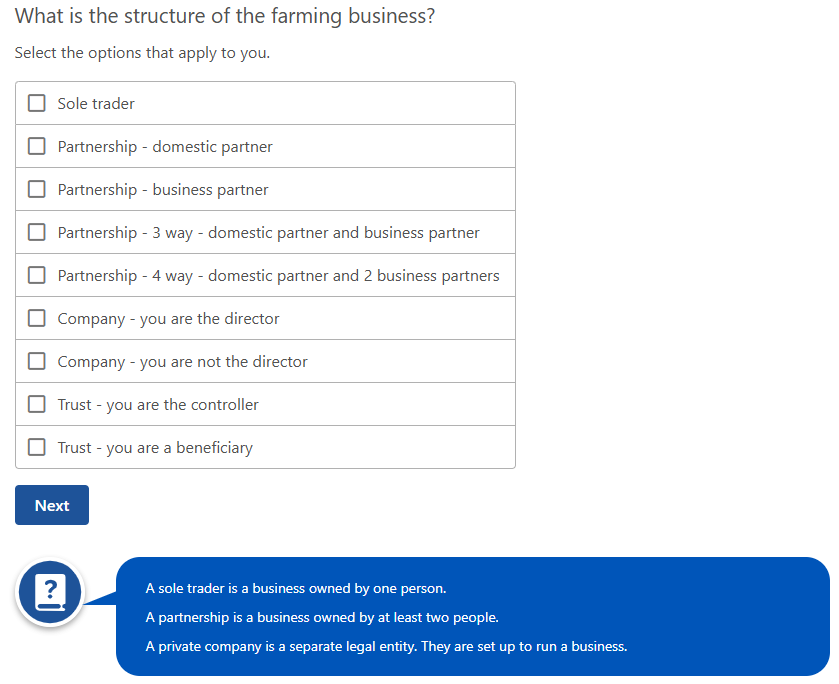 What is the structure of the farming business?
Select the options that apply to you.
Sole trader
Partnership - domestic partner
Partnership - business partner
Partnership - 3 way - domestic partner and business partner
Partnership - 4 way - domestic partner and 2 business partners
Company - you are the director
Company - you are not the director
Trust - you are the controller
Trust - you are a beneficiary
Next
?
A sole trader is a business owned by one person.
A partnership is a business owned by at least two people.
A private company is a separate legal entity. They are set up to run a business.